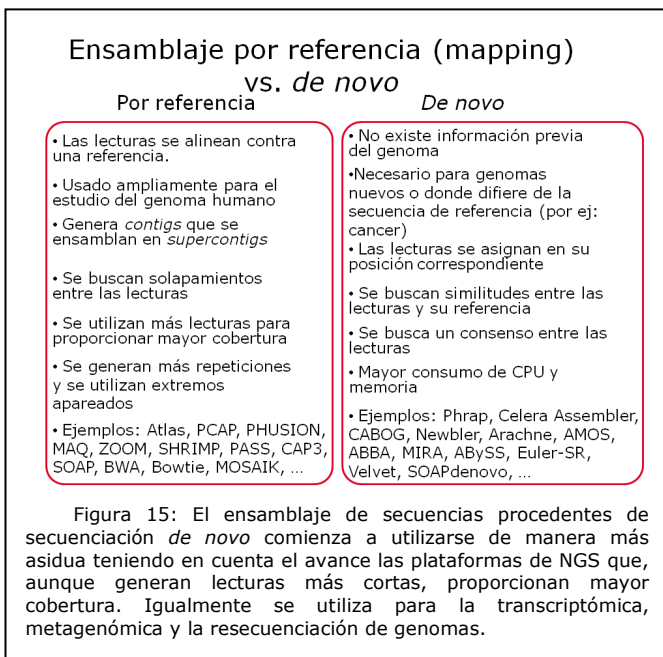 Ensamblaje por referencia (mapping)
vs. de novo
Por referencia
• Las lecturas se alinean contra
una referencia.
• Usado ampliamente para el
estudio del genoma humano
• Genera contigs que se
ensamblan en supercontigs
• Se buscan solapamientos
entre las lecturas
• Se utilizan más lecturas para
proporcionar mayor cobertura
• Se generan más repeticiones
y se utilizan extremos
apareados
• Ejemplos: Atlas, PCAP, PHUSION,
MAQ, ZOOM, SHRIMP, PASS, CAP3,
SOAP, BWA, Bowtie, MOSAIK, ...
De novo
• No existe información previa
del genoma
•Necesario para genomas
nuevos o donde difiere de la
secuencia de referencia (por ej:
cancer)
• Las lecturas se asignan en su
posición correspondiente
• Se buscan similitudes entre las
lecturas y su referencia
• Se busca un consenso entre las
lecturas
• Mayor consumo de CPU y
memoria
• Ejemplos: Phrap, Celera Assembler,
CABOG, Newbler, Arachne, AMOS,
ABBA, MIRA, ABySS, Euler-SR,
Velvet, SOAPdenovo, ...
Figura 15: El ensamblaje de secuencias procedentes de
secuenciación de novo comienza a utilizarse de manera más
asidua teniendo en cuenta el avance las plataformas de NGS que,
aunque generan lecturas más cortas, proporcionan mayor
cobertura. Igualmente se utiliza para la transcriptómica,
metagenómica y la resecuenciación de genomas.